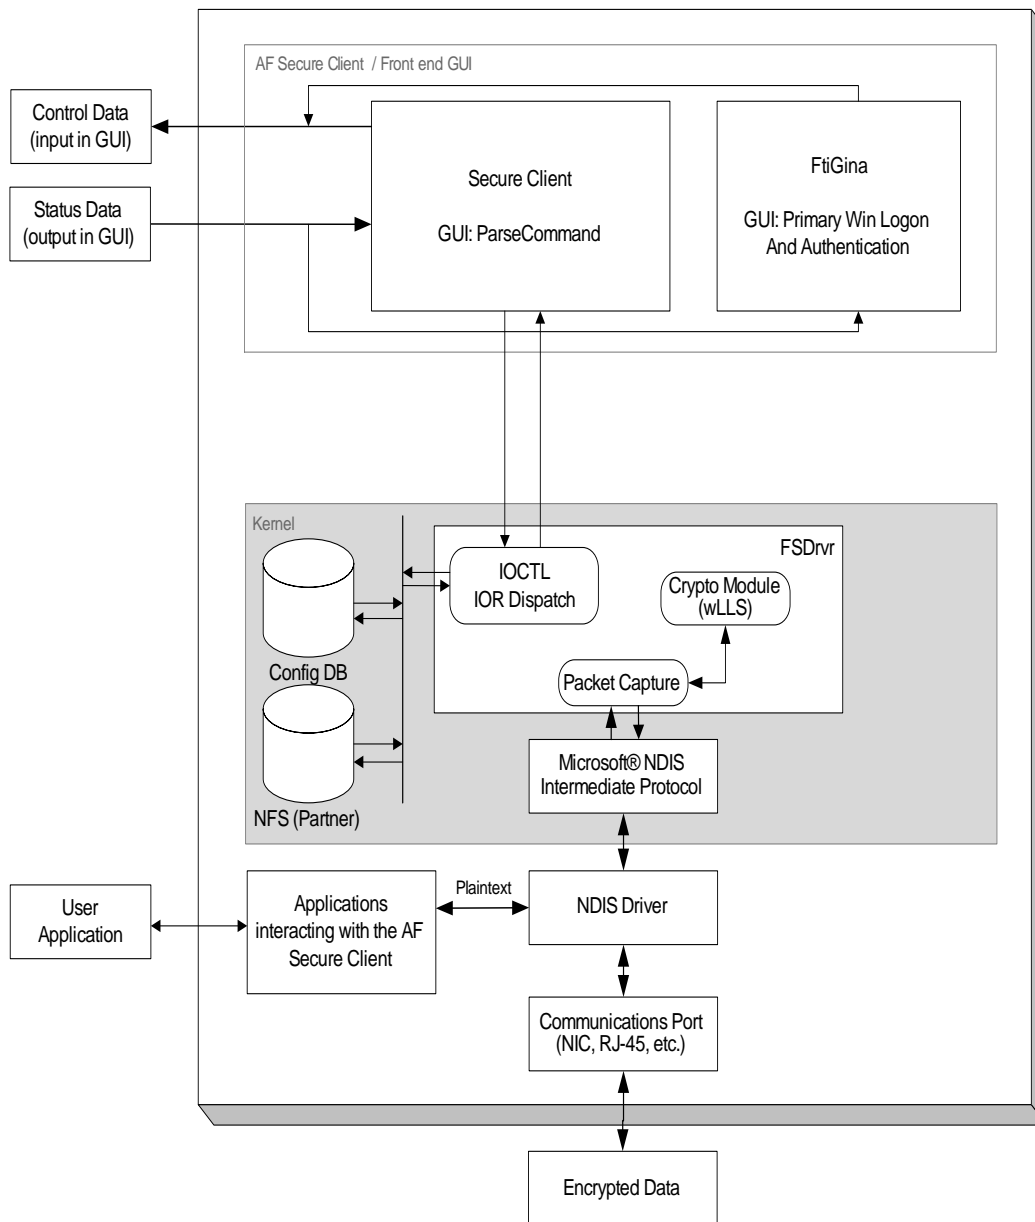 AF Secure Client / Front end GUI
Control Data
(input in GUI)
Status Data
(output in GUI)
Secure Client
GUI: ParseCommand
FtiGina
GUI: Primary Win Logon
And Authentication
Kernel
FSDrvr
IOCTL
IOR Dispatch
Crypto Module
(wLLS)
Config DB
Packet Capture
NFS (Partner)
Microsoft® NDIS
Intermediate Protocol
User
Application
Applications
interacting with the AF
Secure Client
Plaintext
NDIS Driver
Communications Port
(NIC, RJ-45, etc.)
Encrypted Data